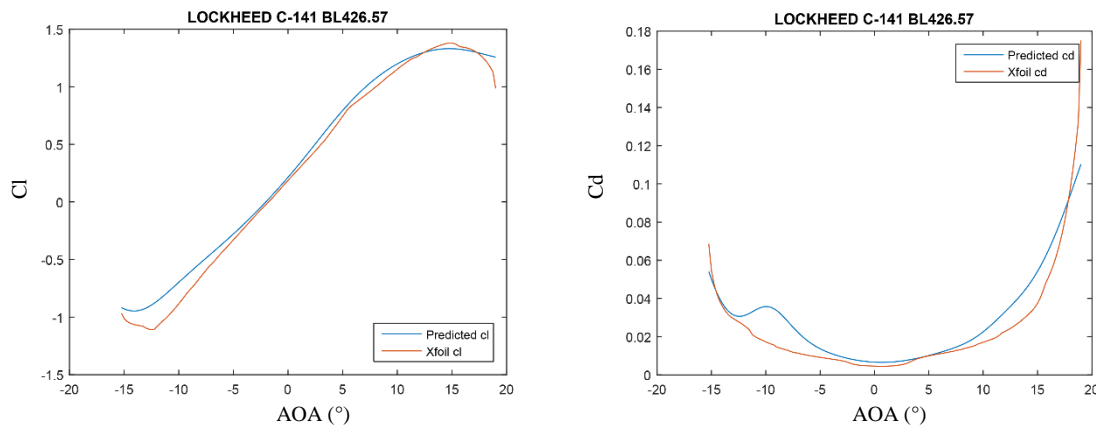 LOCKHEED C-141 BL426.57
1.5
1
0.5
0
-0.5
-1
-1.5
Cl
Predicted cl
Xfoil cl
-20 -15 -10 -5 0 5 10 15 20
AOA (°)
LOCKHEED C-141 BL426.57
0.18
0.16
0.14
0.12
0.1
0.08
0.06
0.04
0.02
0
Cd
Predicted cd
Xfoil cd
-20 -15 -10 -5 0 5 10 15 20
AOA (°)